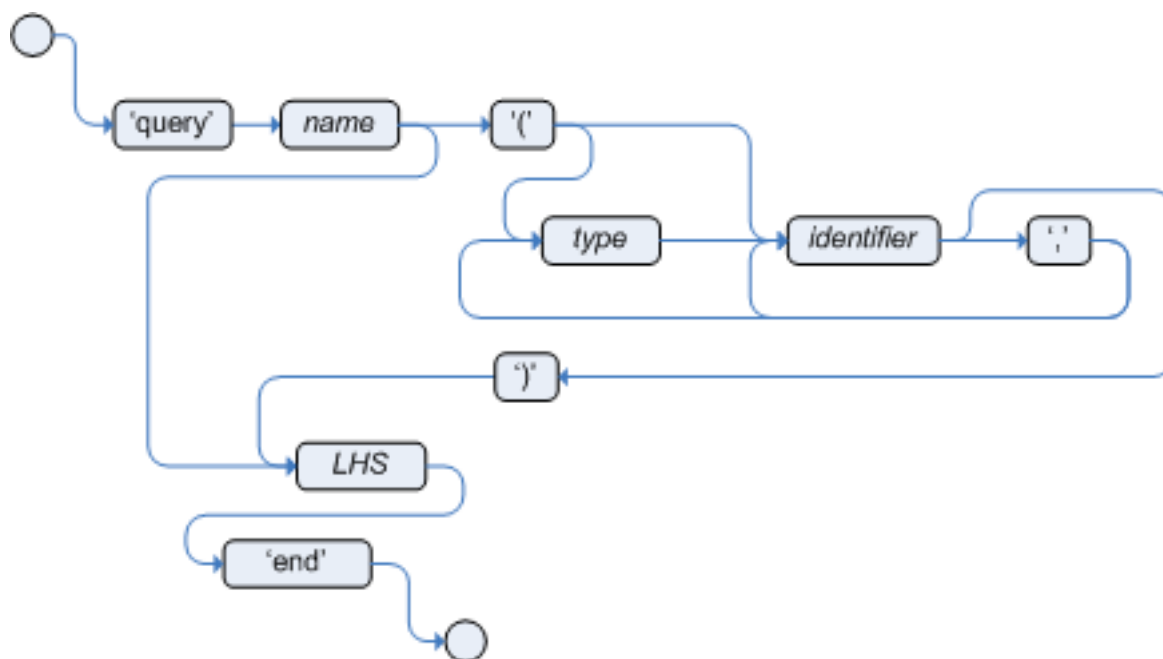 ‘query’ name '('
type identifier ‘,’
‘)’
LHS
‘end’